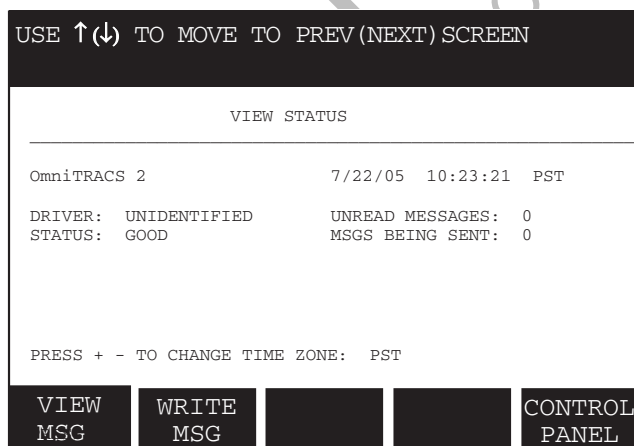 USE ↑(↓) TO MOVE TO PREV(NEXT)SCREEN
VIEW STATUS
OmniTRACS 2 7/22/05 10:23:21 PST
DRIVER: UNIDENTIFIED UNREAD MESSAGES: 0
STATUS: GOOD MSGS BEING SENT: 0
PRESS + - TO CHANGE TIME ZONE: PST
VIEW MSG WRITE MSG CONTROL PANEL